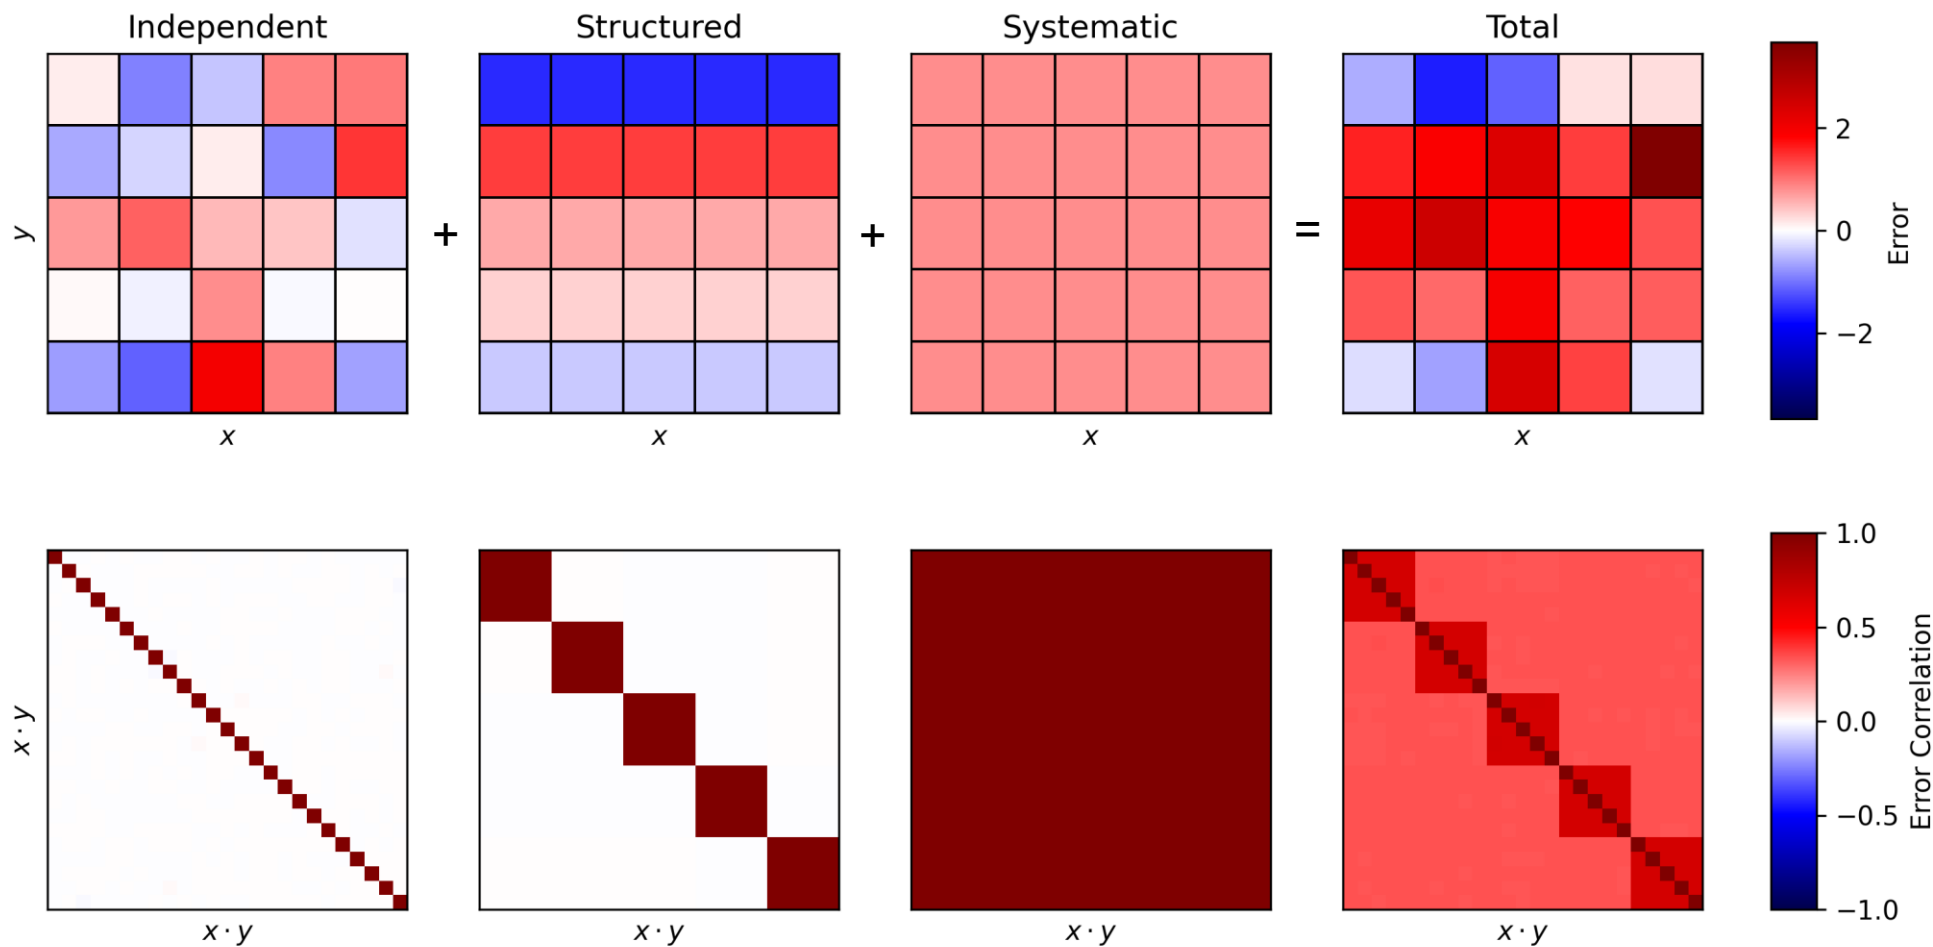 Independent
Structured
Systematic
Total
y
+
+
=
x
x
x
x
2
0
−2
Error
x · y
x · y
x · y
x · y
x · y
1.0
0.5
0.0
−0.5
−1.0
Error Correlation